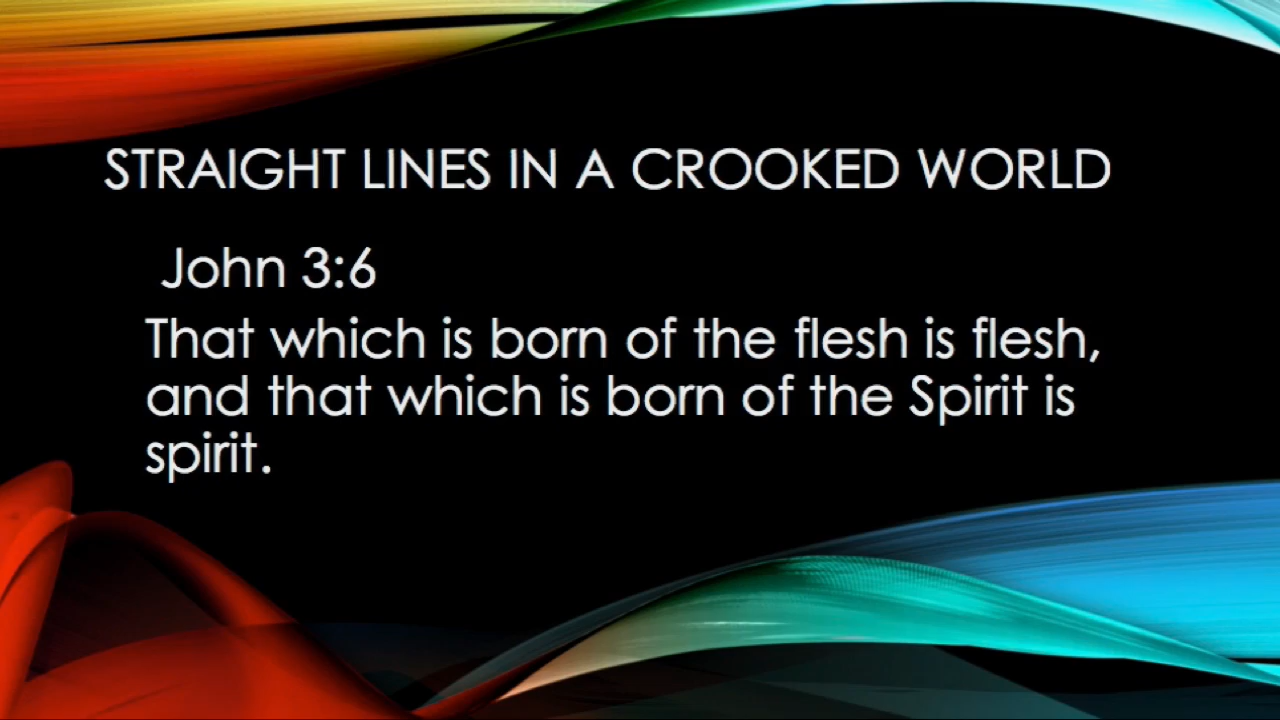 STRAIGHT LINES IN A CROOKED WORLD
John 3:6
That which is born of the flesh is flesh,
and that which is born of the Spirit is
spirit.